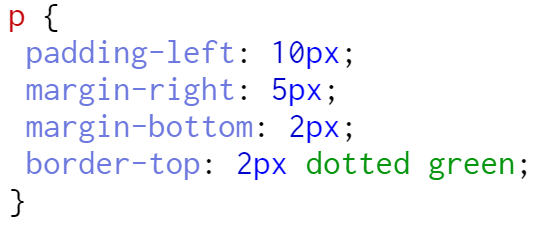 p {
 padding-left: 10px;
 margin-right: 5px;
 margin-bottom: 2px;
 border-top: 2px dotted green;
}